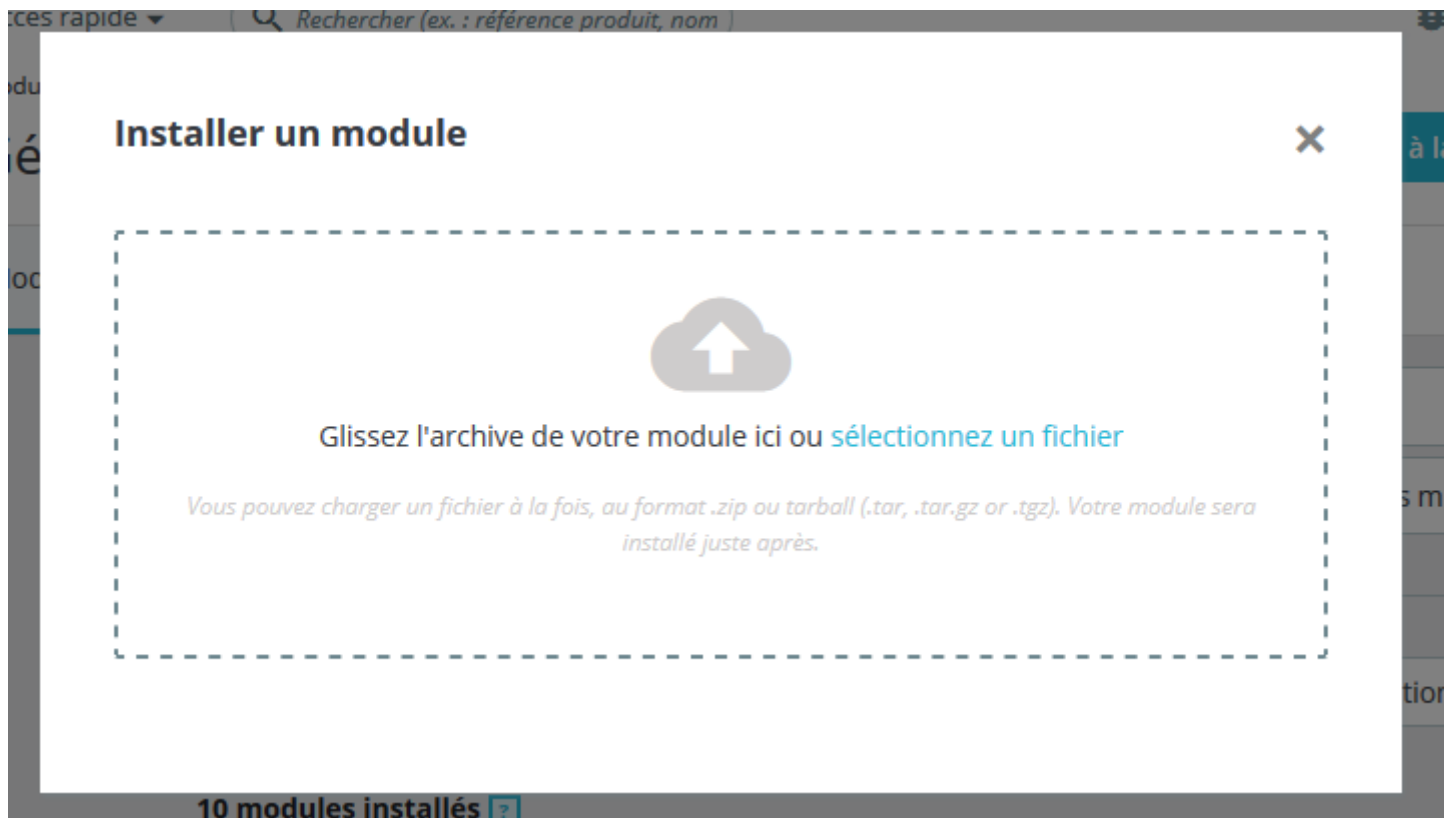 rapide
Rechercher (ex. : référence produit, nom
Installer un module
à
Glissez l'archive de votre module ici ou sélectionnez un fichier
Vous pouvez charger un fichier à la fois, au format .zip ou tarball (.tar, .tar.gz or .tgz). Votre module sera
installé juste après.
10 modules installés ?